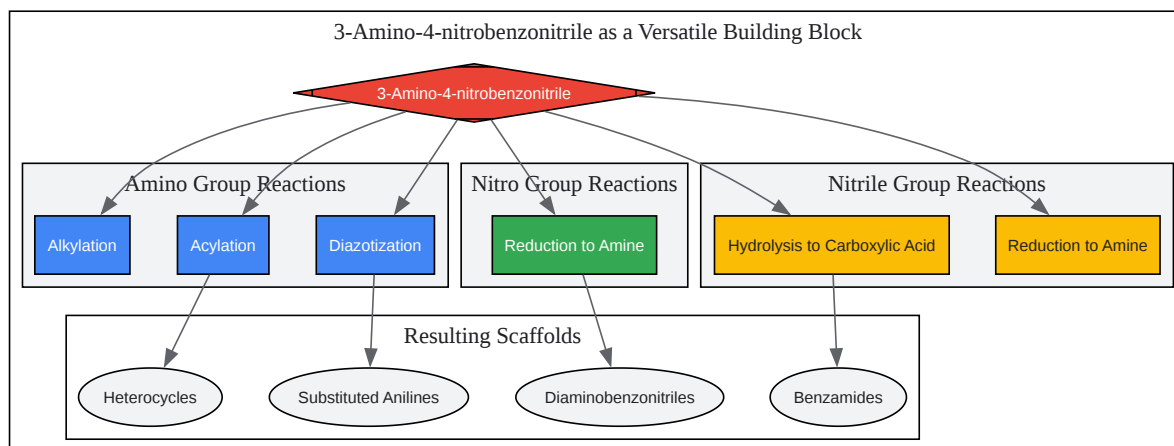 3-Amino-4-nitrobenzonitrile as a Versatile Building Block
3-Amino-4-nitrobenzonitrile
Amino Group Reactions
Nitro Group Reactions
Nitrile Group Reactions
Alkylation
Acylation
Diazotization
Reduction to Amine
Hydrolysis to Carboxylic Acid
Reduction to Amine
Resulting Scaffolds
Heterocycles
Substituted Anilines
Diaminobenzonitriles
Benzamides